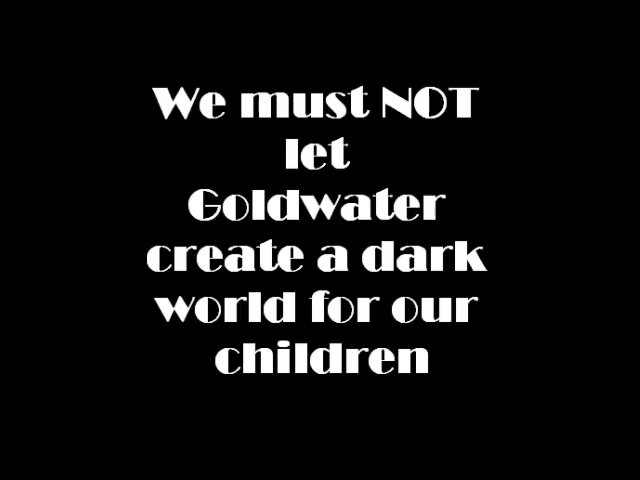 We must NOT
let
Goldwater
create a dark
world for our
children